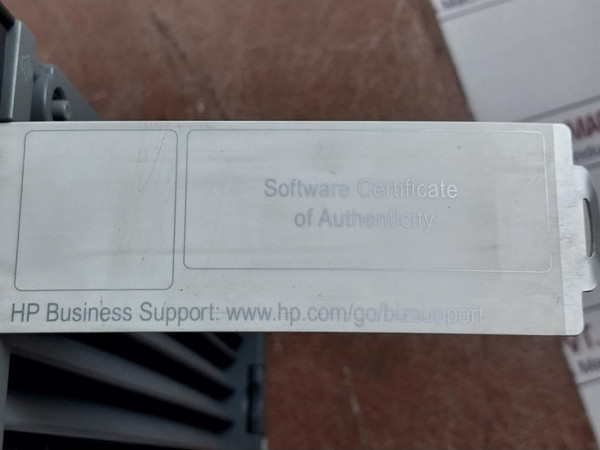 Software Certificate
of Authenticity
HP Business Support: www.hp.com/go/bizsupport